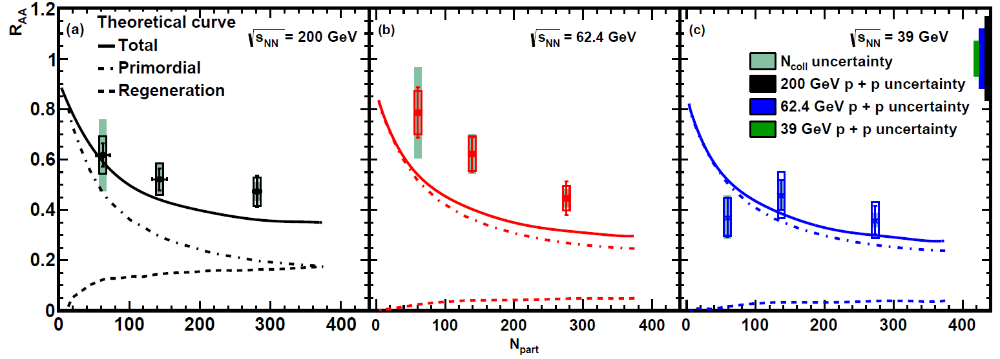 R_AA
1.2
1
0.8
0.6
0.4
0.2
0
(a)
Theoretical curve
Total
Primordial
Regeneration
√s_NN = 200 GeV
0 100 200 300 400
(b)
√s_NN = 62.4 GeV
0 100 200 300 400
(c)
√s_NN = 39 GeV
N_coll uncertainty
200 GeV p + p uncertainty
62.4 GeV p + p uncertainty
39 GeV p + p uncertainty
0 100 200 300 400
N_part